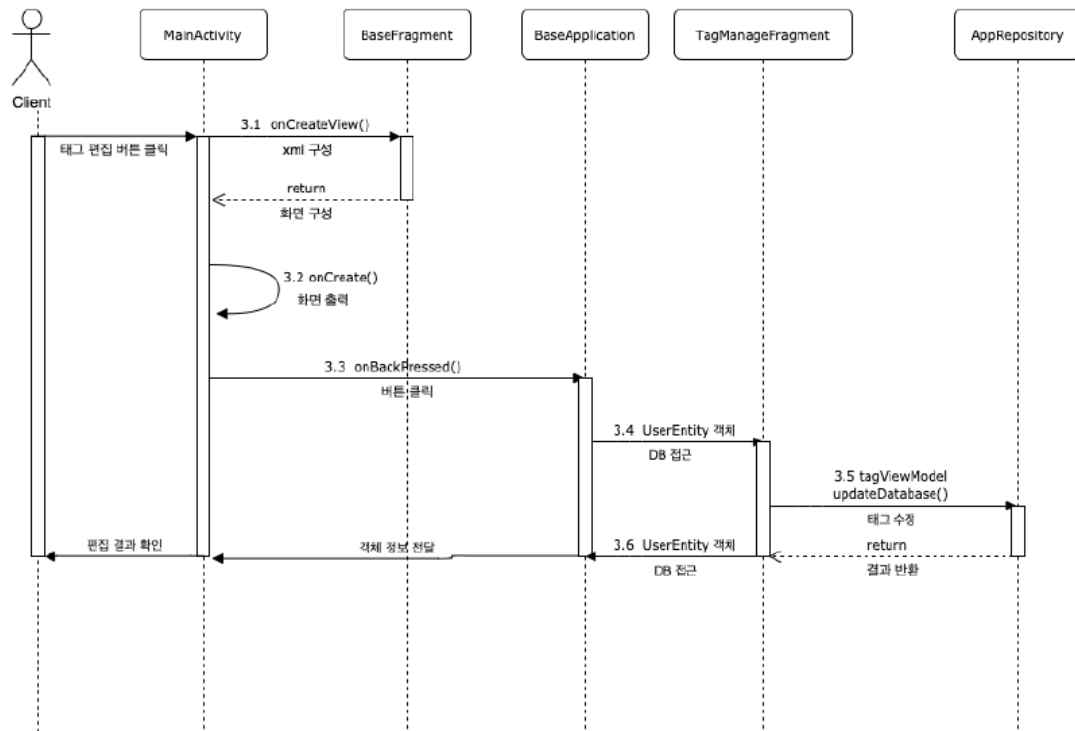 MainActivity
BaseFragment
BaseApplication
TagManageFragment
AppRepository
Client
3.1 onCreateView()
태그 편집 버튼 클릭
xml 구성
return
화면 구성
3.2 onCreate()
화면 출력
3.3 onBackPressed()
버튼 클릭
3.4 UserEntity 객체
DB 접근
3.5 tagViewModel
updateDatabase()
태그 수정
편집 결과 확인
객체 정보 전달
3.6 UserEntity 객체
return
DB 접근
결과 반환